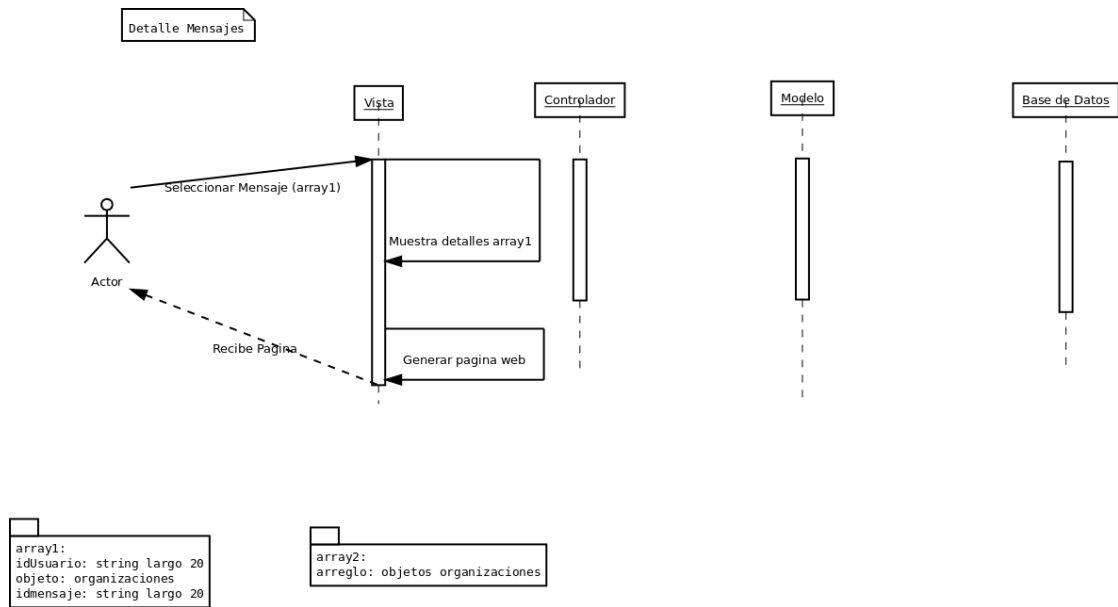 Detalle Mensajes
Vista
Controlador
Modelo
Base de Datos
Seleccionar Mensaje (array1)
Muestra detalles array1
Actor
Recibe Pagina
Generar pagina web
array1:
idUsuario: string largo 20
objeto: organizaciones
idmensaje: string largo 20
array2:
arreglo: objetos organizaciones